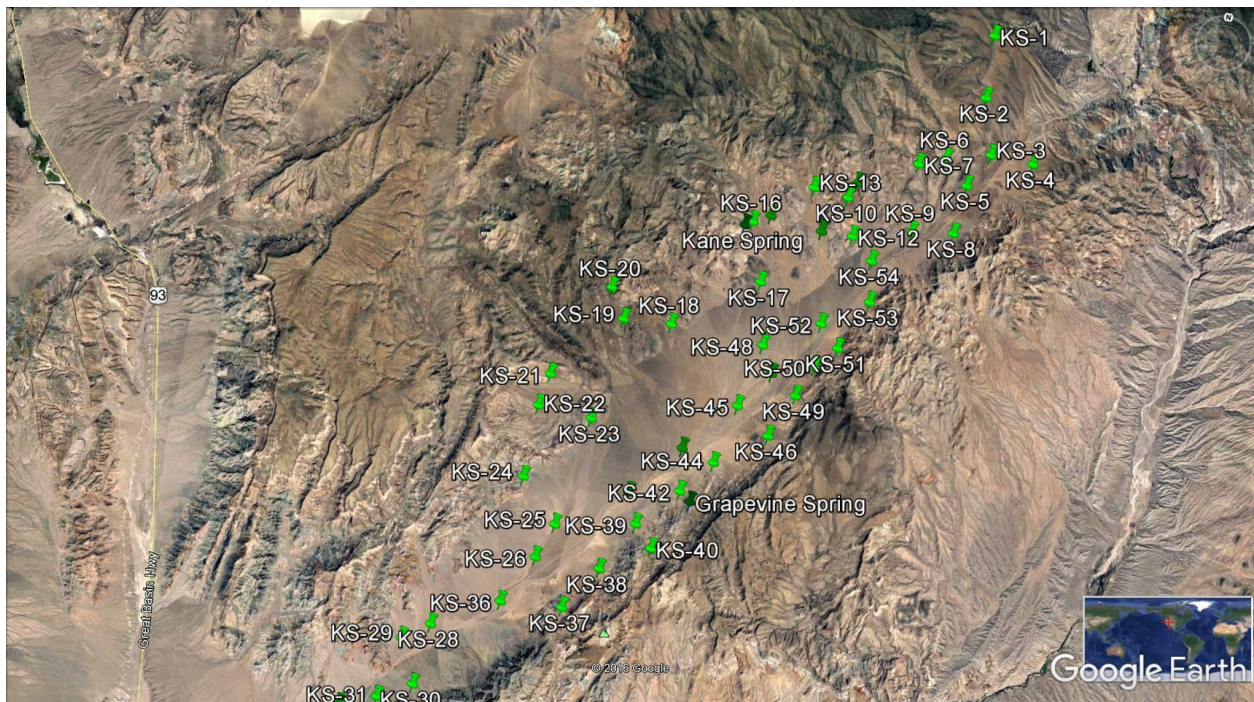 N
KS-1
KS-2
KS-6
KS-3
KS-7
KS-4
KS-13
KS-5
KS-16
KS-10
KS-9
Kane Spring
KS-12
KS-8
KS-20
KS-54
93
KS-17
KS-18
KS-19
KS-53
KS-52
KS-48
KS-51
KS-50
KS-21
KS-22
KS-45
KS-49
KS-23
KS-46
KS-44
KS-24
KS-42
Grapevine Spring
KS-25
KS-39
KS-40
KS-26
KS-38
Great Basin Hwy
KS-36
KS-37
KS-29
KS-28
© 2016 Google
Google Earth
KS-31
KS-30